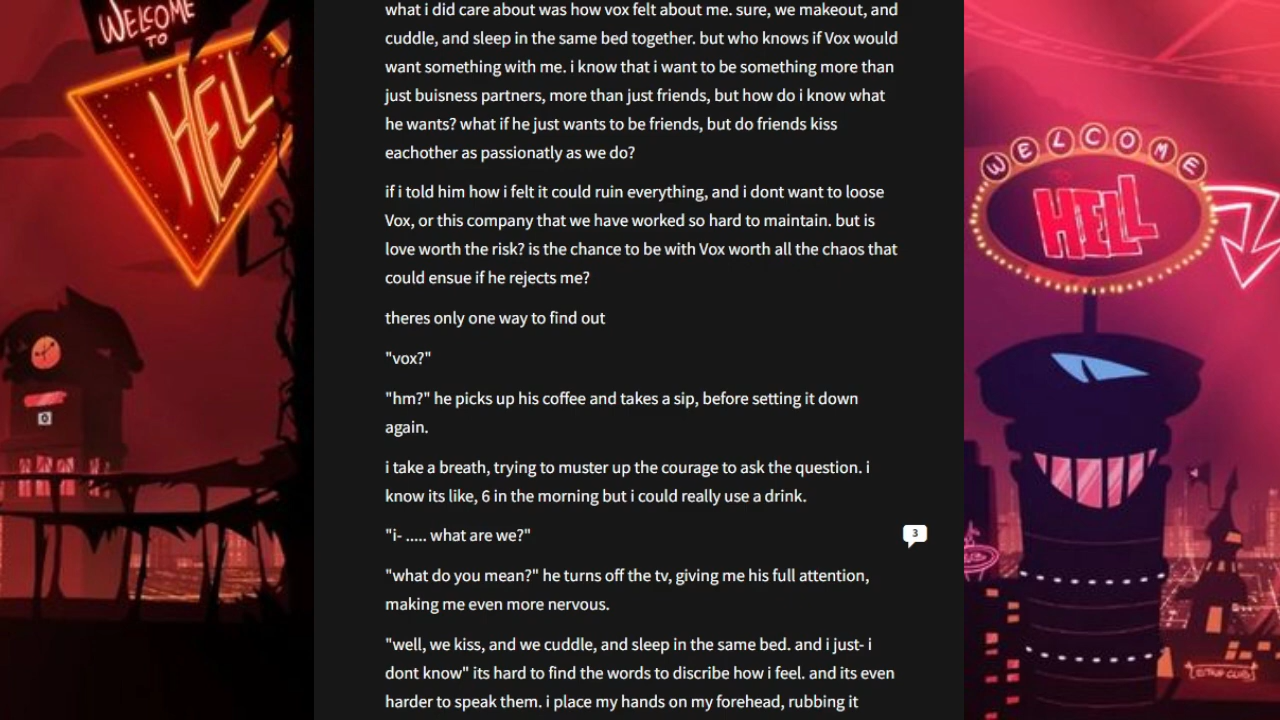 WELCOME
TO
HELL
what i did care about was how vox felt about me. sure, we makeout, and
cuddle, and sleep in the same bed together. but who knows if Vox would
want something with me. i know that i want to be something more than
just buisness partners, more than just friends, but how do i know what
he wants? what if he just wants to be friends, but do friends kiss
eachother as passionatly as we do?
if i told him how i felt it could ruin everything, and i dont want to loose
Vox, or this company that we have worked so hard to maintain. but is
love worth the risk? is the chance to be with Vox worth all the chaos that
could ensue if he rejects me?
theres only one way to find out
"vox?"
"hm?" he picks up his coffee and takes a sip, before setting it down
again.
i take a breath, trying to muster up the courage to ask the question. i
know its like, 6 in the morning but i could really use a drink.
"i- ..... what are we?"
3
"what do you mean?" he turns off the tv, giving me his full attention,
making me even more nervous.
"well, we kiss, and we cuddle, and sleep in the same bed. and i just- i
dont know" its hard to find the words to discribe how i feel. and its even
harder to speak them. i place my hands on my forehead, rubbing it
WELCOME
HELL